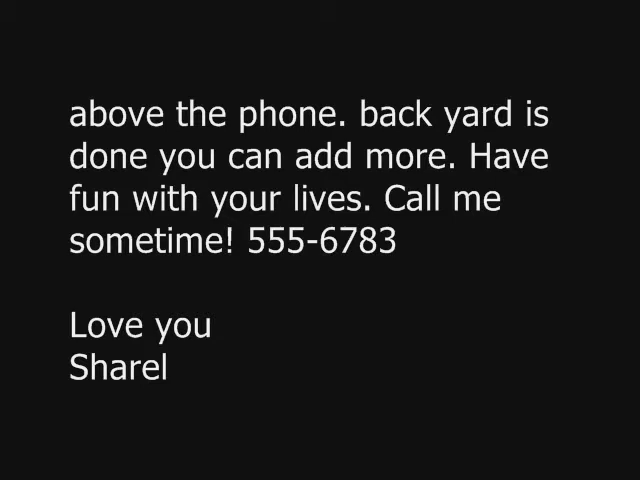 above the phone. back yard is
done you can add more. Have
fun with your lives. Call me
sometime! 555-6783
Love you
Sharel